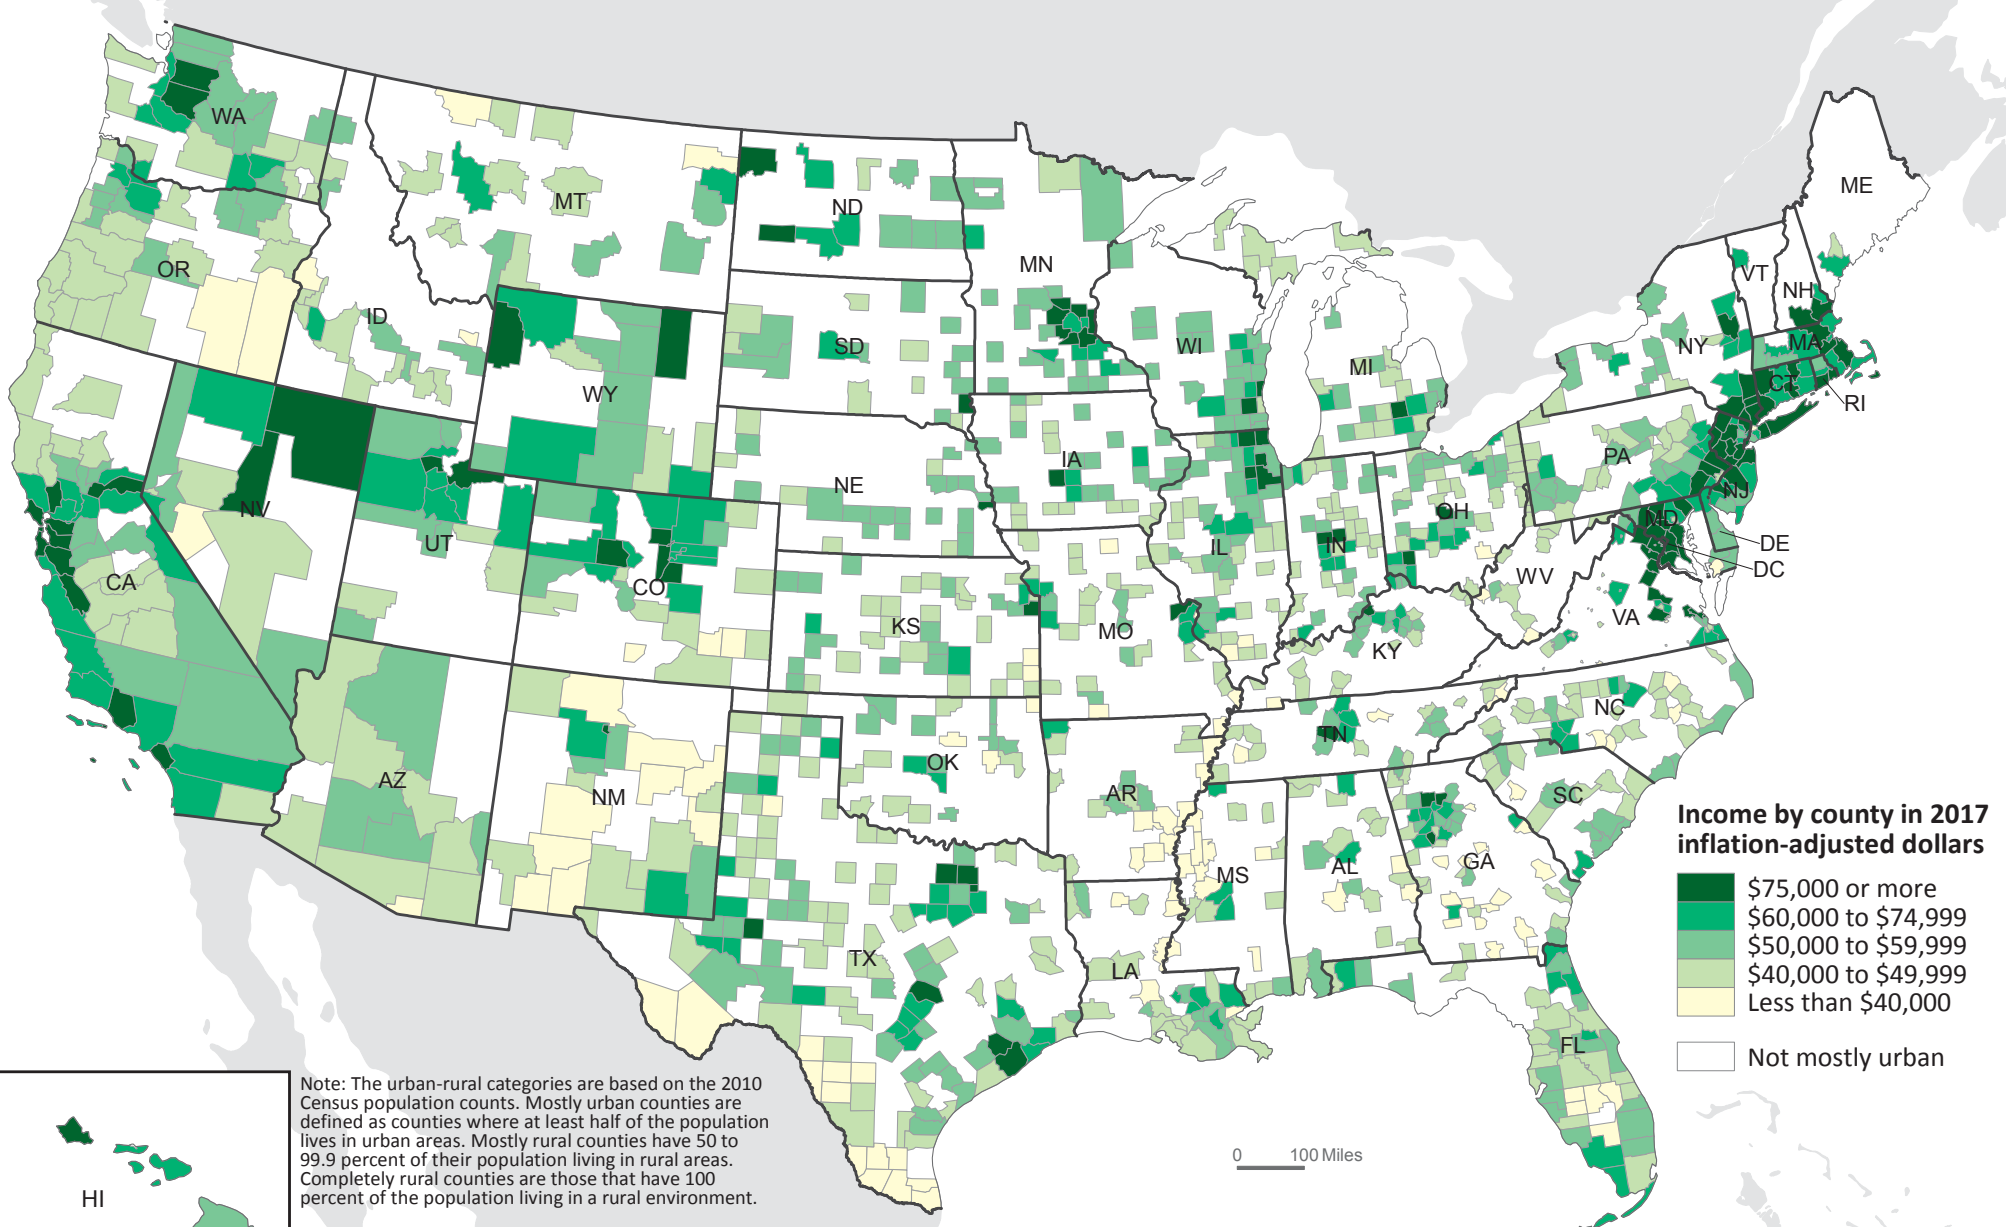 WA
MT
ND
MN
ME
VT
NH
OR
ID
SD
WI
MI
NY
MA
CT
RI
WY
IA
PA
NJ
NV
NE
OH
MD
UT
IL
IN
DE
DC
CA
CO
WV
KS
MO
VA
KY
NC
TN
AZ
NM
OK
AR
SC
MS
AL
GA
TX
LA
FL
HI
Income by county in 2017
inflation-adjusted dollars
$75,000 or more
$60,000 to $74,999
$50,000 to $59,999
$40,000 to $49,999
Less than $40,000
Not mostly urban
Note: The urban-rural categories are based on the 2010
Census population counts. Mostly urban counties are
defined as counties where at least half of the population
lives in urban areas. Mostly rural counties have 50 to
99.9 percent of their population living in rural areas.
Completely rural counties are those that have 100
percent of the population living in a rural environment.
0 100 Miles